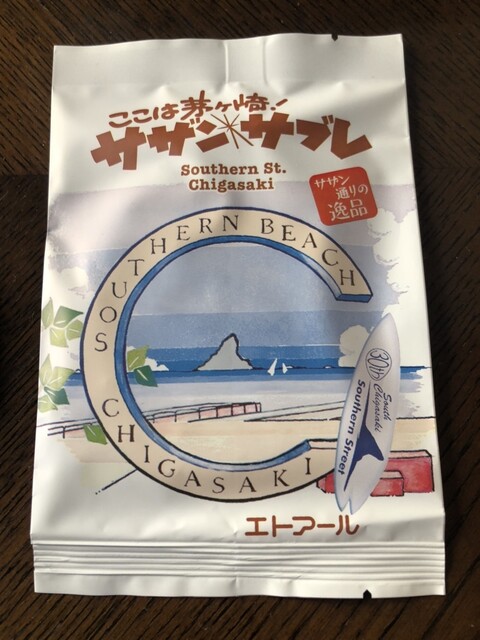 ここは茅ヶ崎!
サザンサブレ
Southern St.
Chigasaki
サザン
通りの
逸品
SOUTHERN BEACH
CHIGASAKI
30th
South
Chigasaki
Southern Street
エトアール